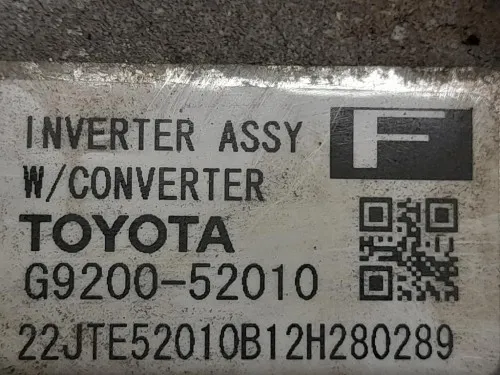 INVERTER ASSY
F
W/CONVERTER
TOYOTA
G9200-52010
22JTE52010B12H280289